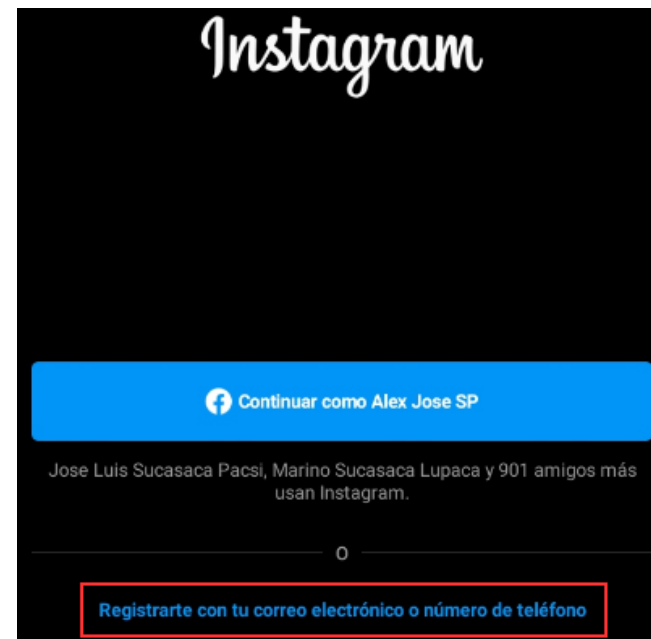 Instagram
Continuar como Alex Jose SP
Jose Luis Sucasaca Pacsi, Marino Sucasaca Lupaca y 901 amigos más
usan Instagram.
O
Registrarte con tu correo electrónico o número de teléfono